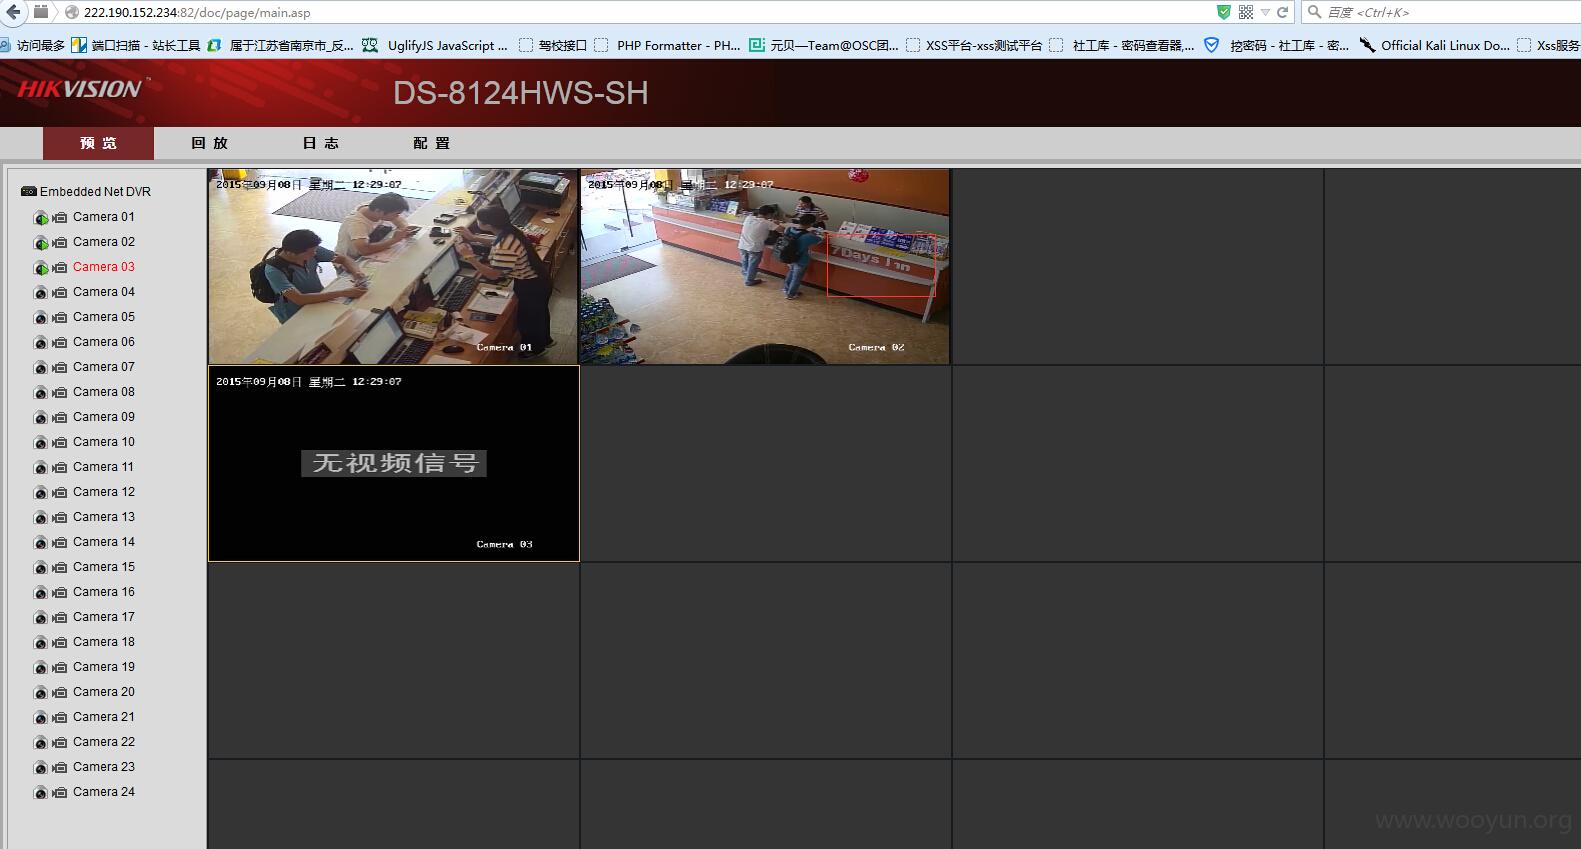 222.190.152.234:82/doc/page/main.asp
百度 <Ctrl+K>
访问最多 端口扫描 - 站长工具 属于江苏省南京市_反... UglifyJS JavaScript ... 驾校接口 PHP Formatter - PH... 元贝—Team@OSC团... XSS平台-xss测试平台 社工库 - 密码查看器,... 挖密码 - 社工库 - 密... Official Kali Linux Do... Xss服务
HIKVISION
DS-8124HWS-SH
预览 回放 日志 配置
Embedded Net DVR
Camera 01
Camera 02
Camera 03
Camera 04
Camera 05
Camera 06
Camera 07
Camera 08
Camera 09
Camera 10
Camera 11
Camera 12
Camera 13
Camera 14
Camera 15
Camera 16
Camera 17
Camera 18
Camera 19
Camera 20
Camera 21
Camera 22
Camera 23
Camera 24
2015年09月08日 星期二 12:29:07
Camera 01
2015年09月08日 星期二 12:29:07
7Days Inn
Camera 02
2015年09月08日 星期二 12:29:07
无视频信号
Camera 03
www.wooyun.org